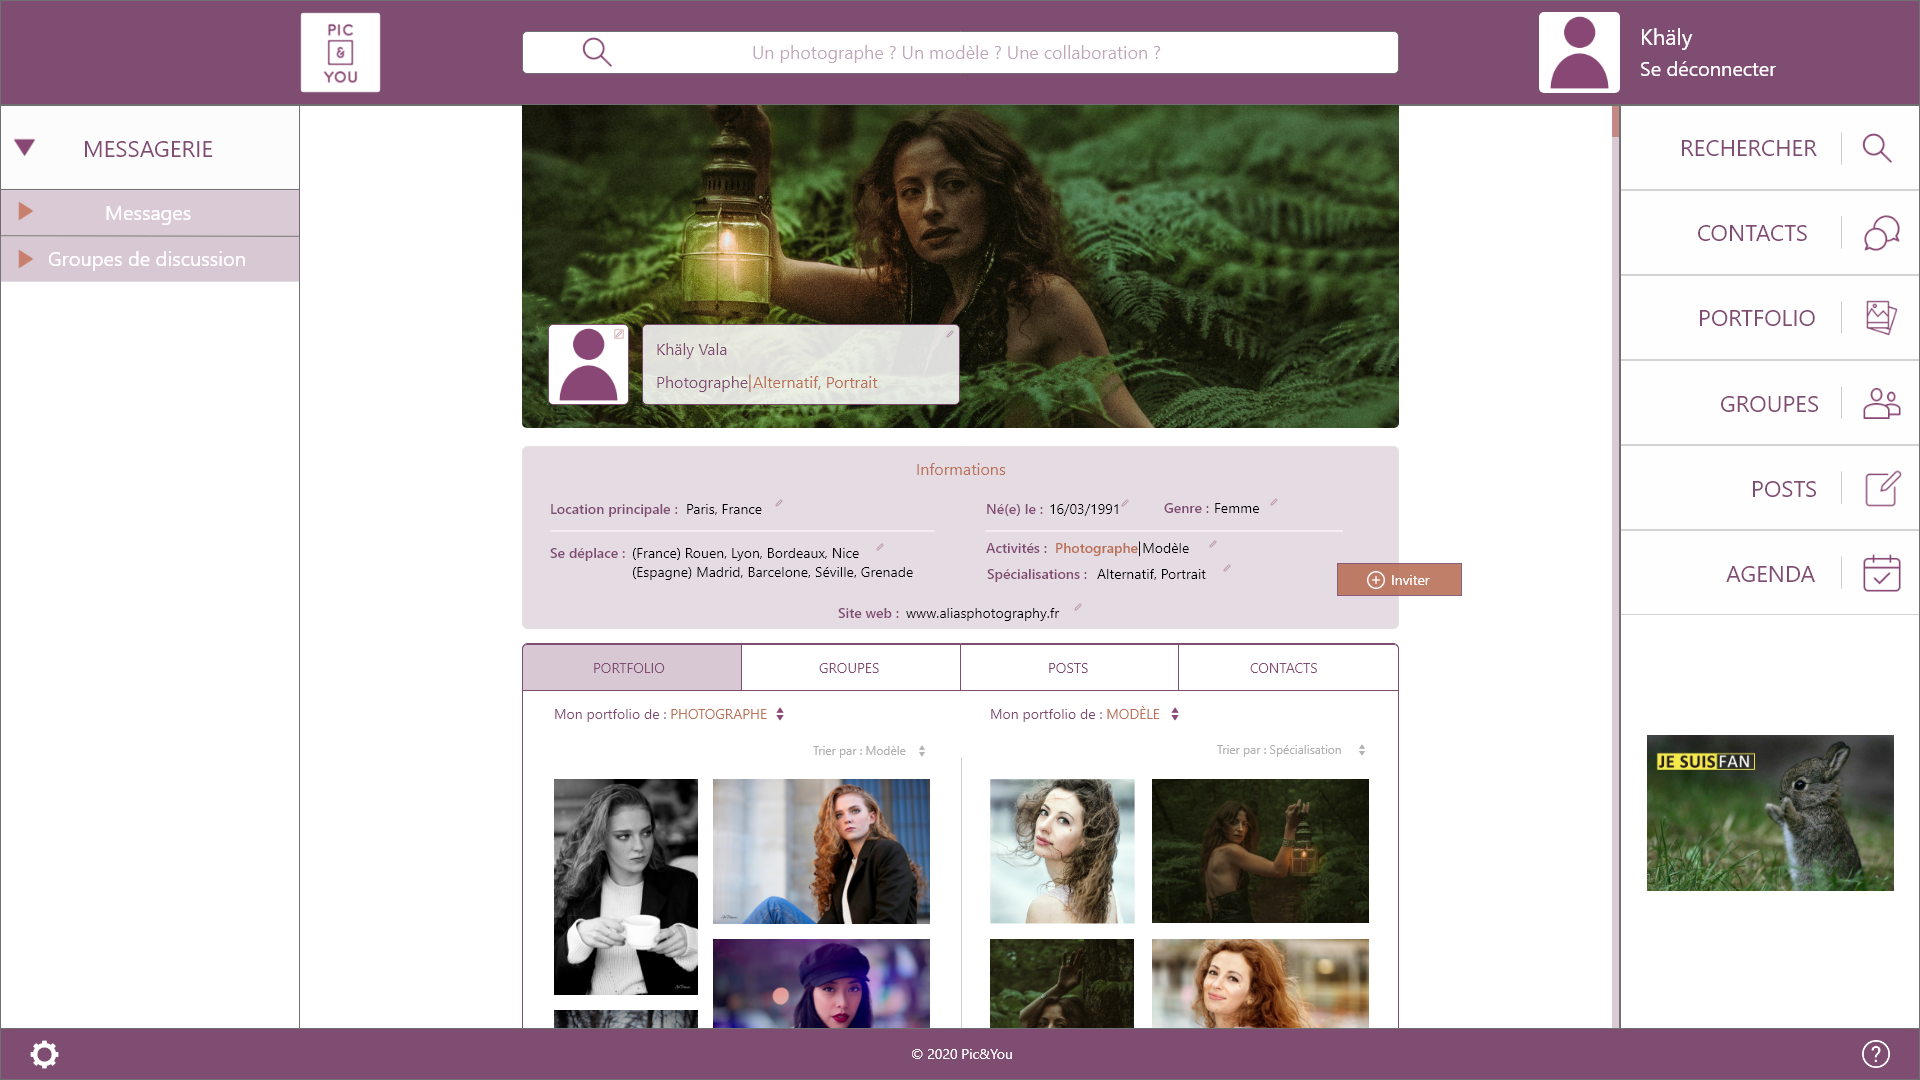 PIC
&
YOU
Un photographe ? Un modèle ? Une collaboration ?
Khäly
Se déconnecter
MESSAGERIE
Messages
Groupes de discussion
RECHERCHER
CONTACTS
PORTFOLIO
GROUPES
POSTS
AGENDA
Khäly Vala
Photographe|Alternatif, Portrait
Informations
Location principale : Paris, France
Né(e) le : 16/03/1991
Genre : Femme
Se déplace : (France) Rouen, Lyon, Bordeaux, Nice
(Espagne) Madrid, Barcelone, Séville, Grenade
Activités : Photographe|Modèle
Spécialisations : Alternatif, Portrait
Inviter
Site web : www.aliasphotography.fr
PORTFOLIO
GROUPES
POSTS
CONTACTS
Mon portfolio de : PHOTOGRAPHE
Mon portfolio de : MODÈLE
Trier par : Modèle
Trier par : Spécialisation
JE SUIS FAN
© 2020 Pic&You
?